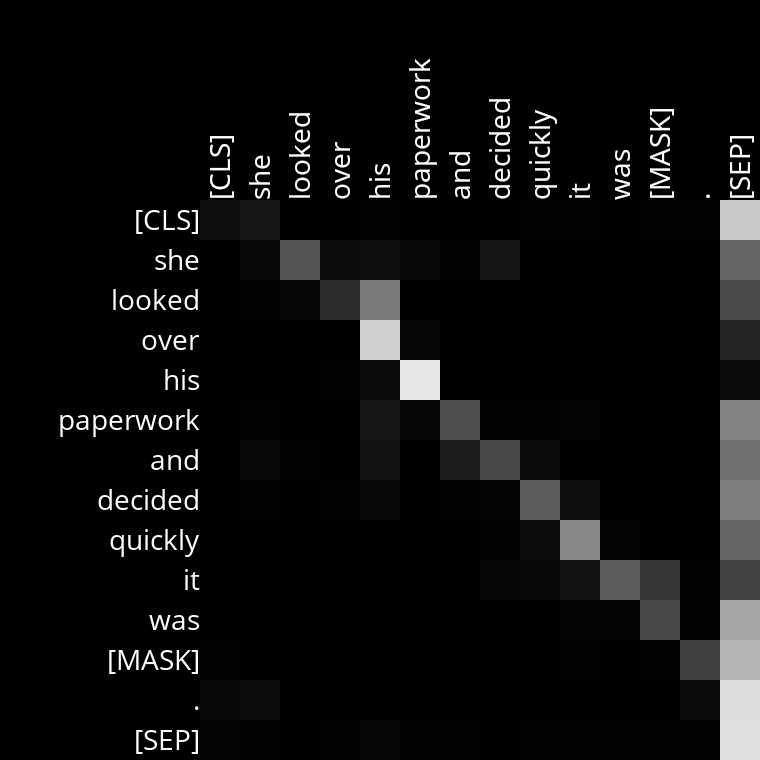 [CLS] she looked over his paperwork and decided quickly it was [MASK] . [SEP]
[CLS]
she
looked
over
his
paperwork
and
decided
quickly
it
was
[MASK]
.
[SEP]